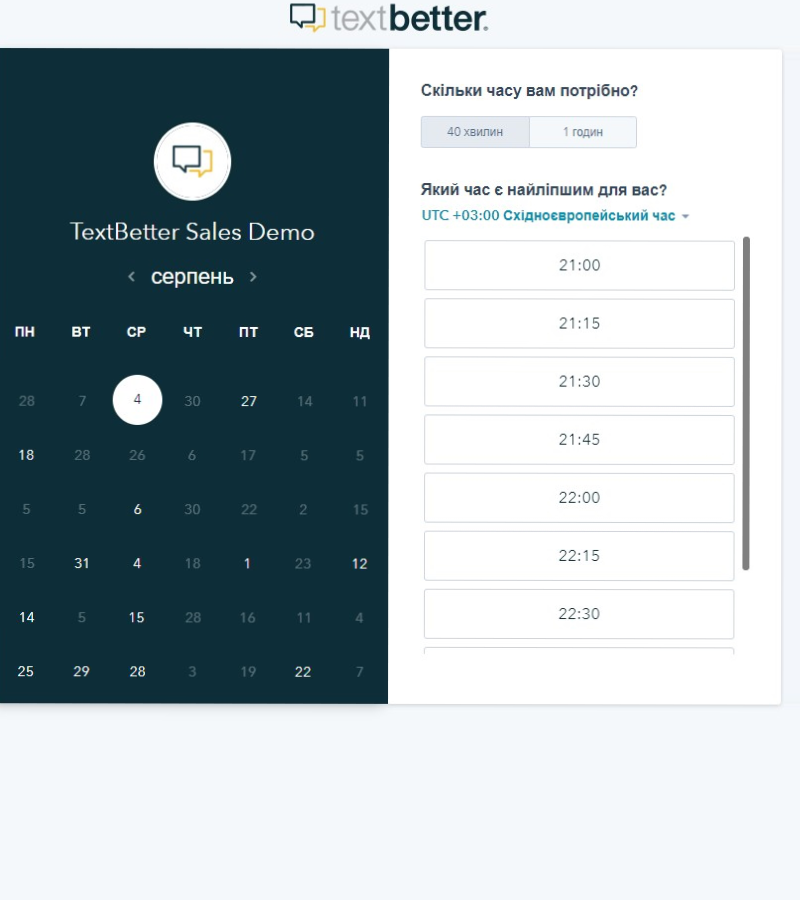 textbetter.
TextBetter Sales Demo
серпень
ПН ВТ СР ЧТ ПТ СБ НД
28 7 4 30 27 14 11
18 28 26 6 17 5 5
5 5 6 30 22 2 15
15 31 4 18 1 23 12
14 5 15 28 16 11 4
25 29 28 3 19 22 7
Скільки часу вам потрібно?
40 хвилин 1 годин
Який час є найліпшим для вас?
UTC +03:00 Східноєвропейський час
21:00
21:15
21:30
21:45
22:00
22:15
22:30